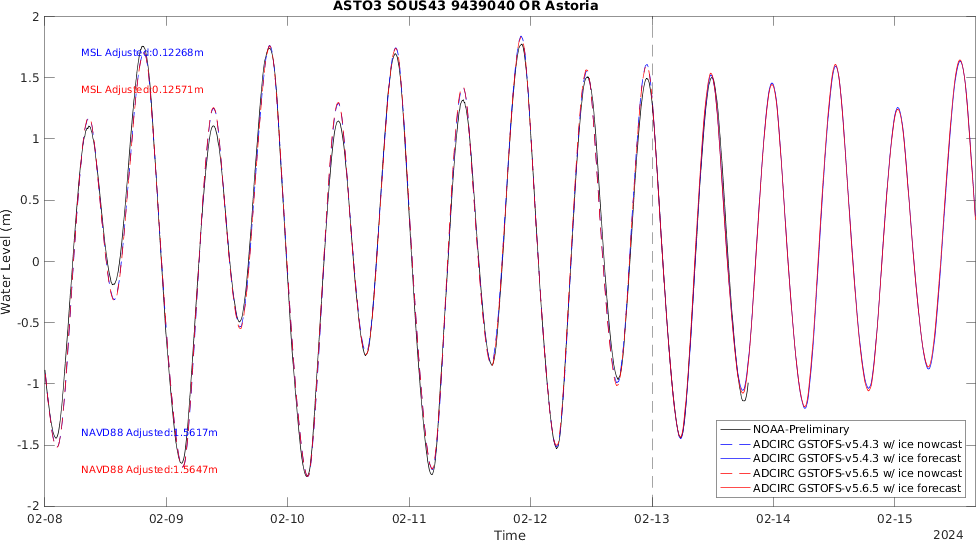 ASTO3 SOUS43 9439040 OR Astoria
2
1.5
1
0.5
0
-0.5
-1
-1.5
-2
Water Level (m)
MSL Adjusted:0.12268m
MSL Adjusted:0.12571m
NAVD88 Adjusted:1.5617m
NAVD88 Adjusted:1.5647m
NOAA-Preliminary
ADCIRC GSTOFS-v5.4.3 w/ ice nowcast
ADCIRC GSTOFS-v5.4.3 w/ ice forecast
ADCIRC GSTOFS-v5.6.5 w/ ice nowcast
ADCIRC GSTOFS-v5.6.5 w/ ice forecast
02-08 02-09 02-10 02-11 02-12 02-13 02-14 02-15
Time
2024